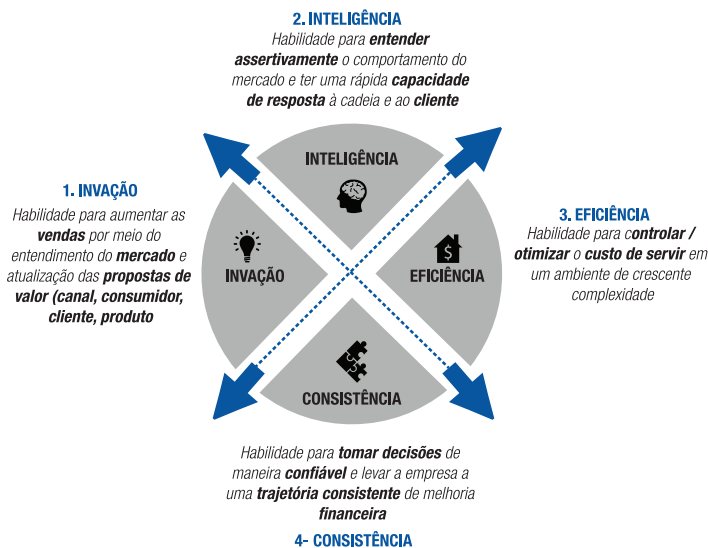 2. INTELIGÊNCIA
Habilidade para entender
assertivamente o comportamento do
mercado e ter uma rápida capacidade
de resposta à cadeia e ao cliente
INTELIGÊNCIA
1. INVAÇÃO
Habilidade para aumentar as
vendas por meio do
entendimento do mercado e
atualização das propostas de
valor (canal, consumidor,
cliente, produto
INVAÇÃO
$
EFICIÊNCIA
3. EFICIÊNCIA
Habilidade para controlar /
otimizar o custo de servir em
um ambiente de crescente
complexidade
CONSISTÊNCIA
Habilidade para tomar decisões de
maneira confiável e levar a empresa a
uma trajetória consistente de melhoria
financeira
4- CONSISTÊNCIA